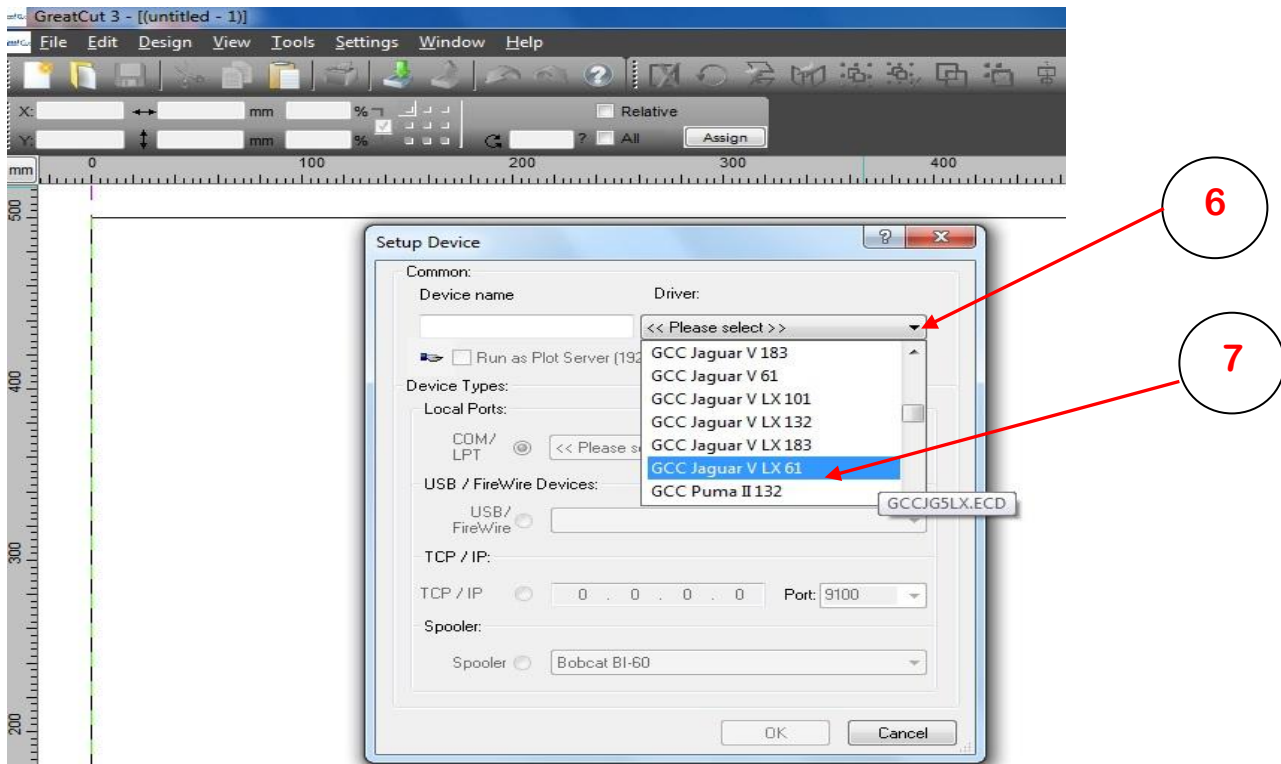 GreatCut 3 - [(untitled - 1)]
File Edit Design View Tools Settings Window Help
X: mm % Relative
Y: mm % ? All Assign
mm 0 100 200 300 400
500
400
300
200
6
7
Setup Device
Common:
Device name Driver:
<< Please select >>
Run as Plot Server (192
GCC Jaguar V 183
GCC Jaguar V 61
GCC Jaguar V LX 101
GCC Jaguar V LX 132
GCC Jaguar V LX 183
GCC Jaguar V LX 61
GCC Puma II 132
GCCJG5LX.ECD
Device Types:
Local Ports:
COM/
LPT << Please se
USB / FireWire Devices:
USB/
FireWire
TCP / IP:
TCP / IP 0 . 0 . 0 . 0 Port: 9100
Spooler:
Spooler Bobcat BI-60
OK Cancel